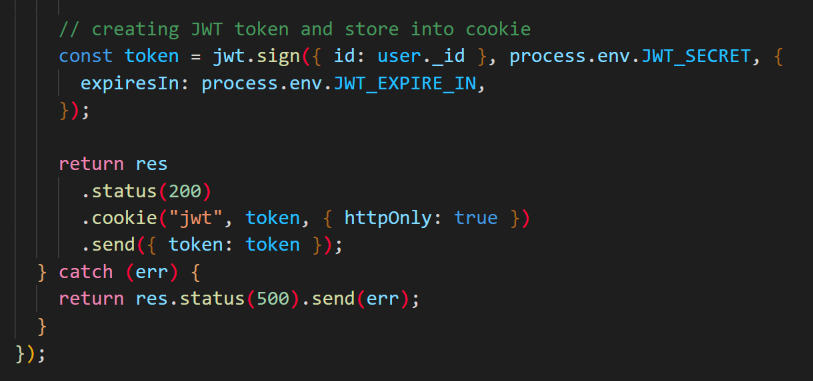 // creating JWT token and store into cookie
const token = jwt.sign({ id: user._id }, process.env.JWT_SECRET, {
expiresIn: process.env.JWT_EXPIRE_IN,
});
return res
.status(200)
.cookie("jwt", token, { httpOnly: true })
.send({ token: token });
} catch (err) {
return res.status(500).send(err);
}
});